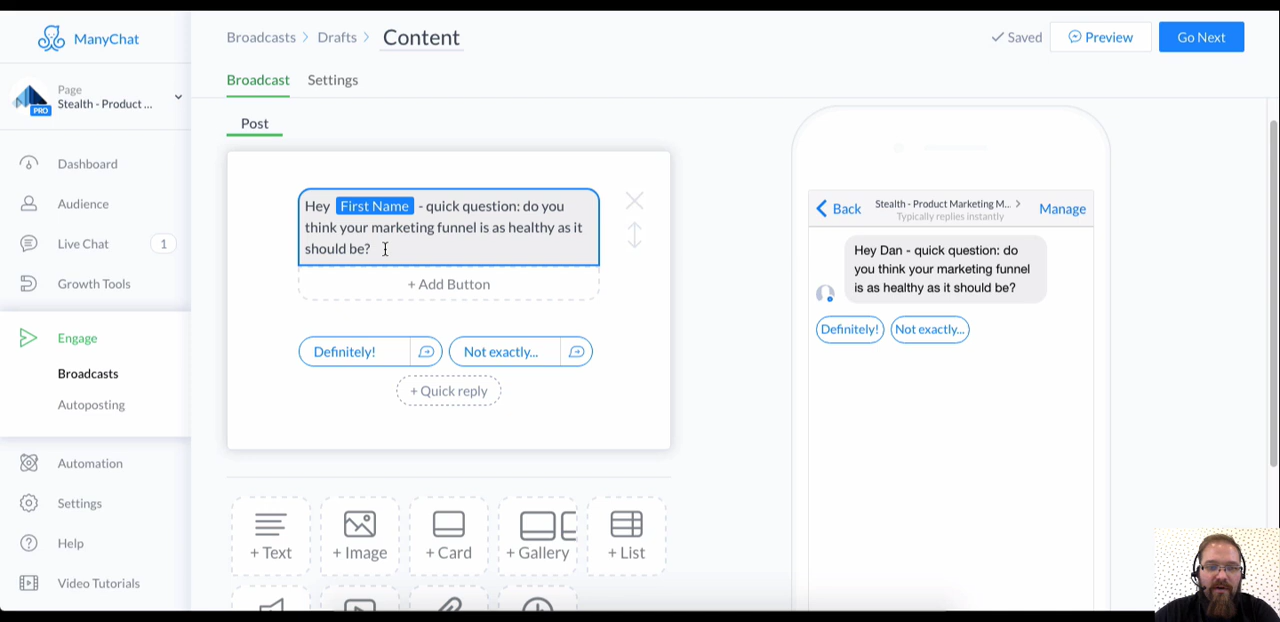 ManyChat
Page
Stealth - Product ...
PRO
Dashboard
Audience
Live Chat
1
Growth Tools
Engage
Broadcasts
Autoposting
Automation
Settings
Help
Video Tutorials
Broadcasts > Drafts > Content
Saved
Preview
Go Next
Broadcast
Settings
Post
Hey First Name - quick question: do you
think your marketing funnel is as healthy as it
should be?
+ Add Button
Definitely!
Not exactly...
+ Quick reply
+ Text
+ Image
+ Card
+ Gallery
+ List
Back
Stealth - Product Marketing M... >
Typically replies instantly
Manage
Hey Dan - quick question: do
you think your marketing funnel
is as healthy as it should be?
Definitely!
Not exactly...